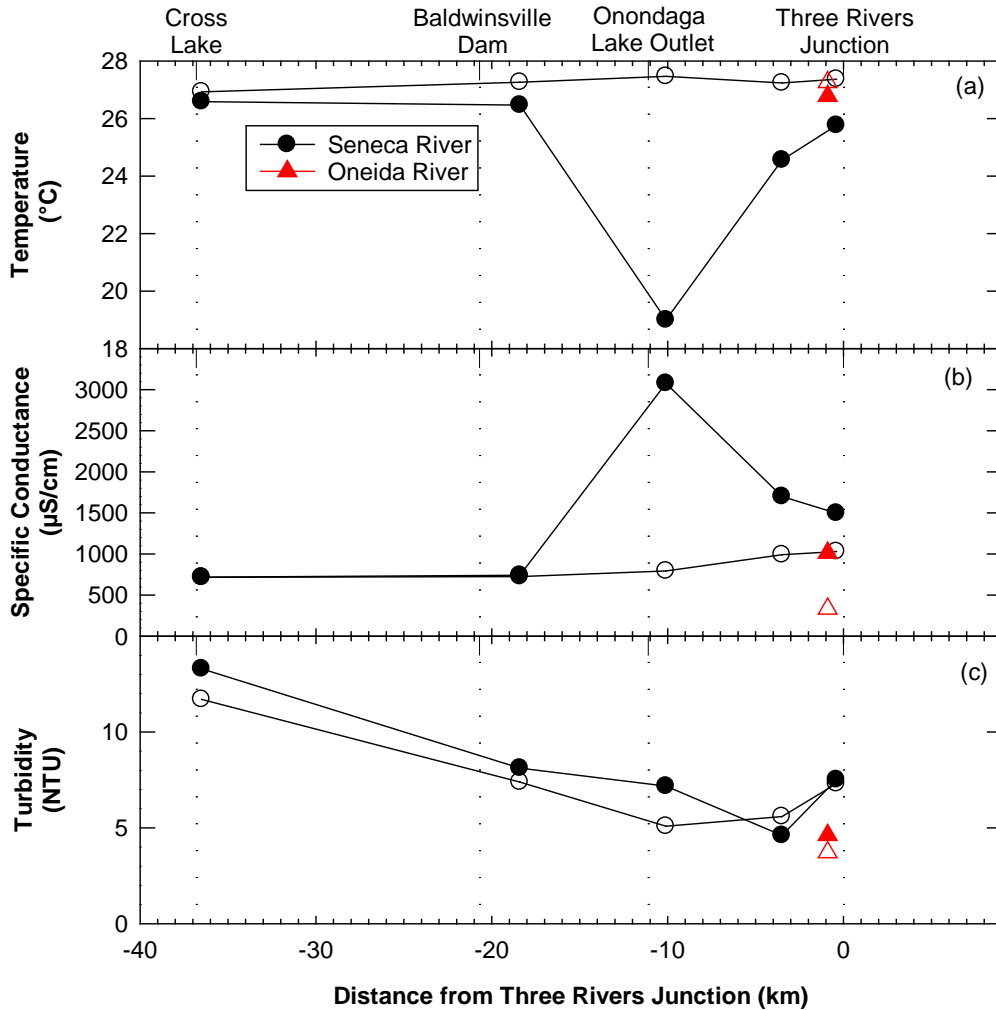 Cross
Lake
Baldwinsville
Dam
Onondaga
Lake Outlet
Three Rivers
Junction
28
26
24
22
20
18
Temperature
(°C)
(a)
Seneca River
Oneida River
3000
2500
2000
1500
1000
500
0
Specific Conductance
(µS/cm)
(b)
10
5
0
Turbidity
(NTU)
(c)
-40
-30
-20
-10
0
Distance from Three Rivers Junction (km)